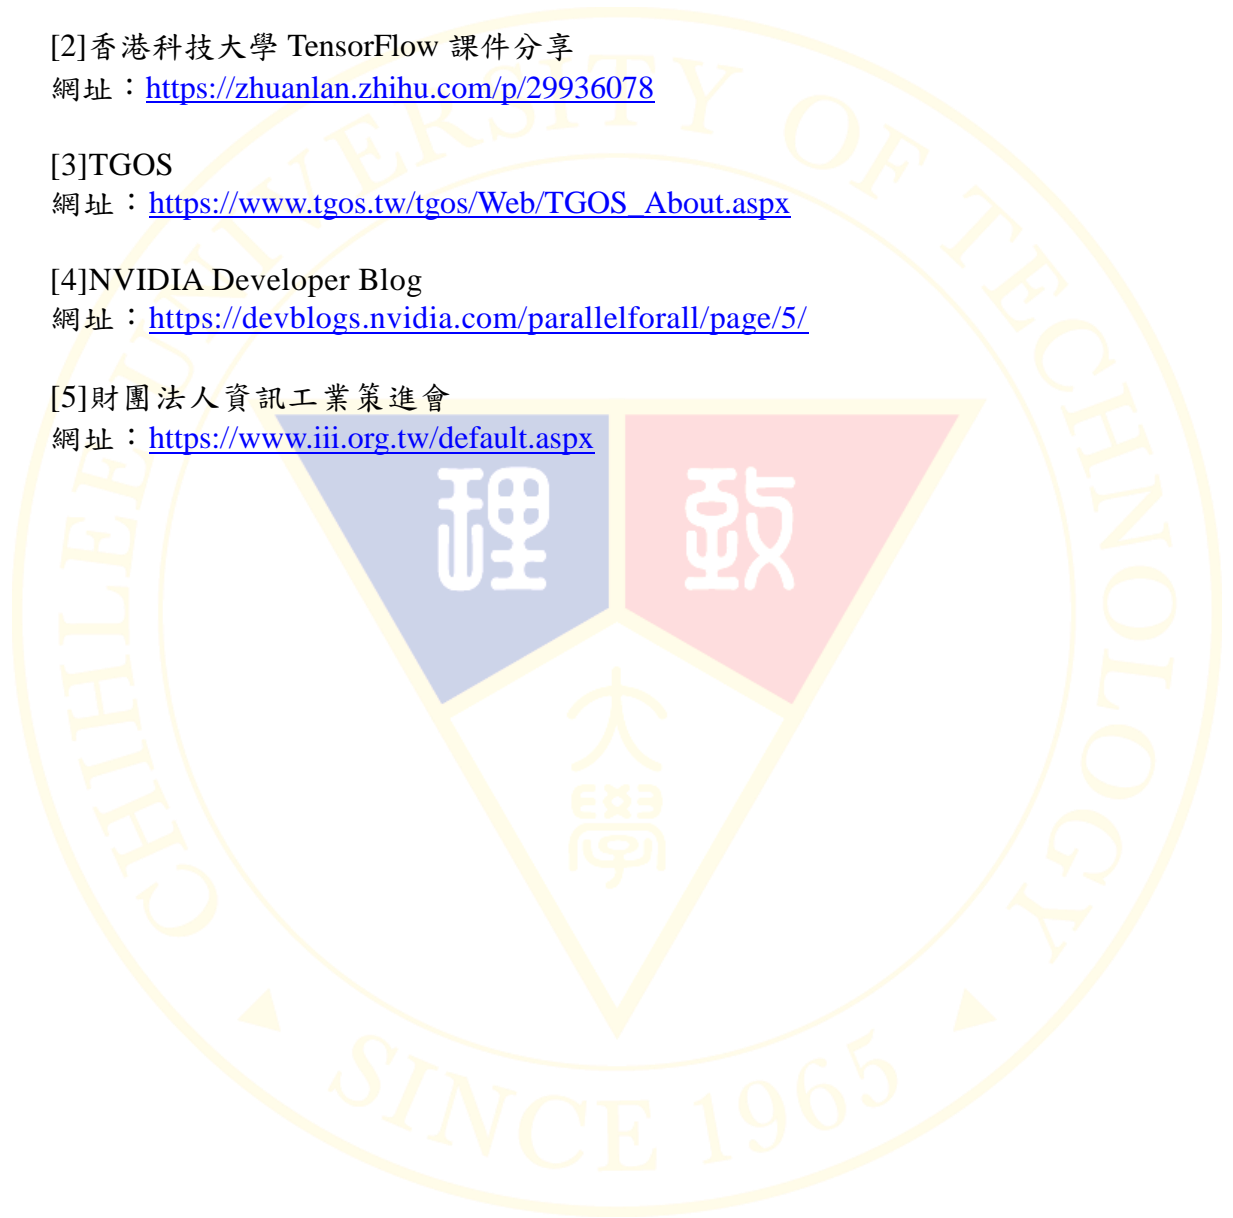 [2]香港科技大學 TensorFlow 課件分享
網址：https://zhuanlan.zhihu.com/p/29936078
[3]TGOS
網址：https://www.tgos.tw/tgos/Web/TGOS_About.aspx
[4]NVIDIA Developer Blog
網址：https://devblogs.nvidia.com/parallelforall/page/5/
[5]財團法人資訊工業策進會
網址：https://www.iii.org.tw/default.aspx
CHIHLEE UNIVERSITY OF TECHNOLOGY
理 致
大
學
SINCE 1965